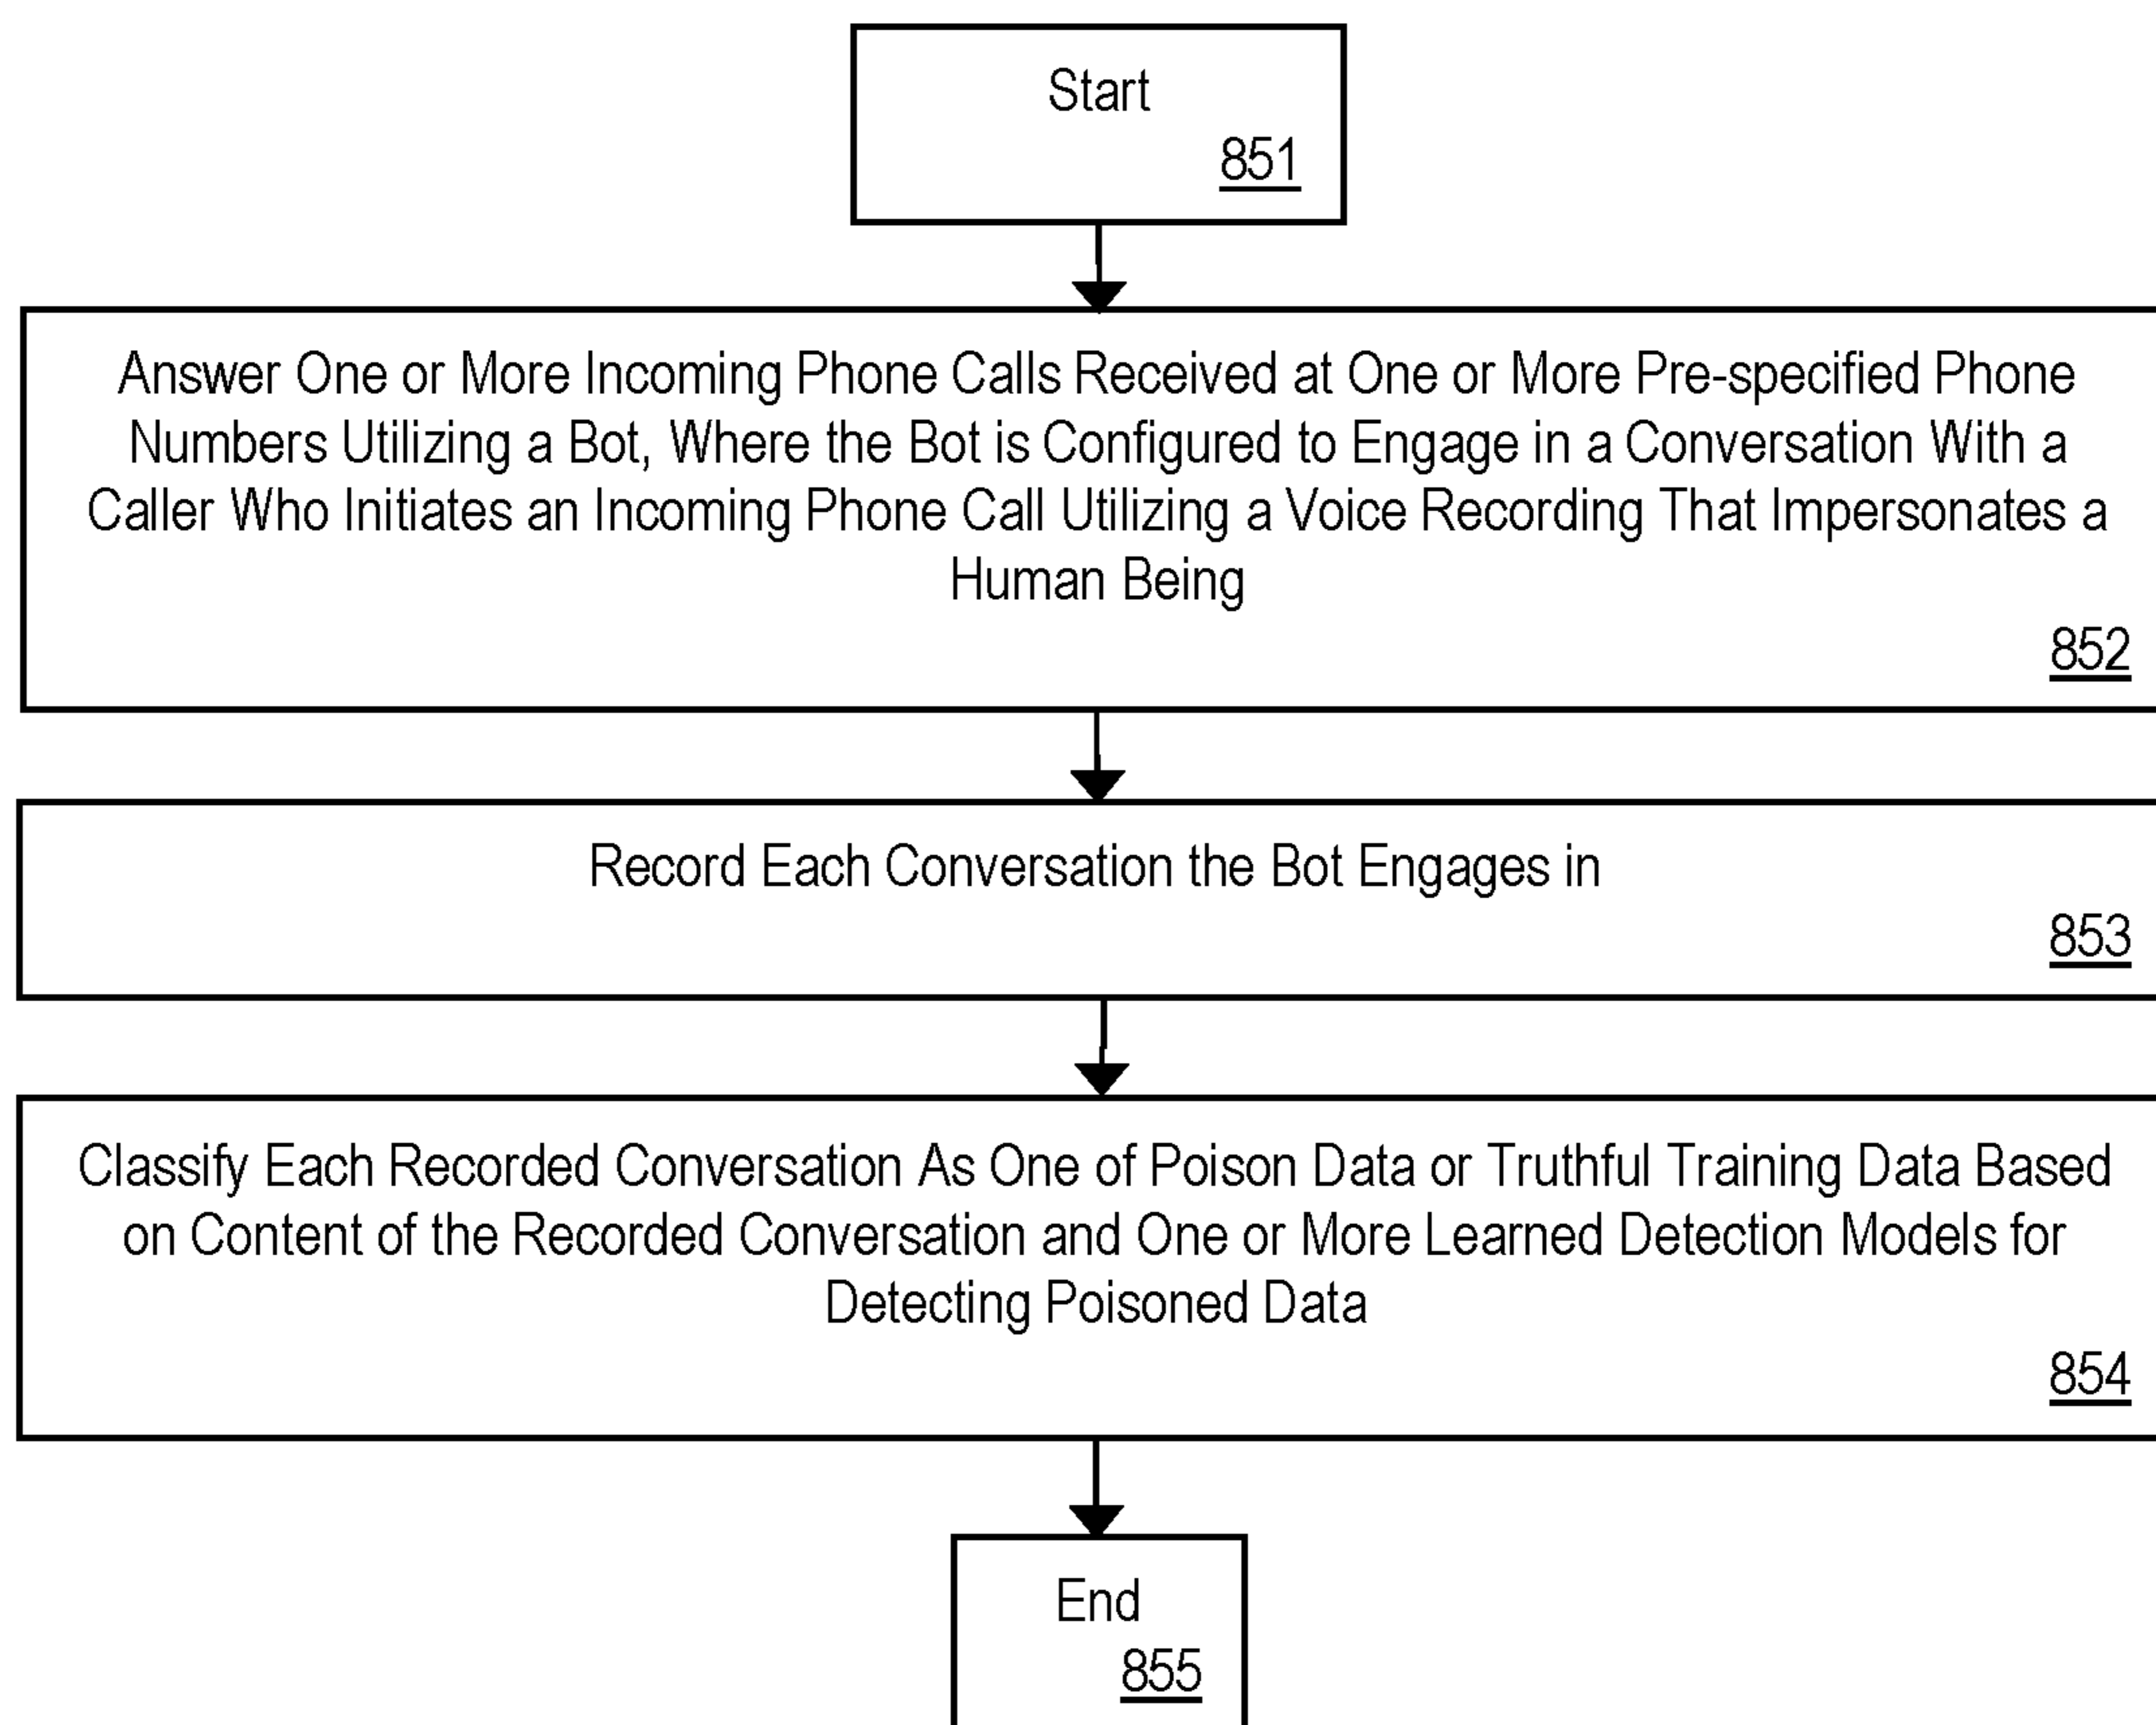 Start
851
Answer One or More Incoming Phone Calls Received at One or More Pre-specified Phone
Numbers Utilizing a Bot, Where the Bot is Configured to Engage in a Conversation With a
Caller Who Initiates an Incoming Phone Call Utilizing a Voice Recording That Impersonates a
Human Being
852
Record Each Conversation the Bot Engages in
853
Classify Each Recorded Conversation As One of Poison Data or Truthful Training Data Based
on Content of the Recorded Conversation and One or More Learned Detection Models for
Detecting Poisoned Data
854
End
855